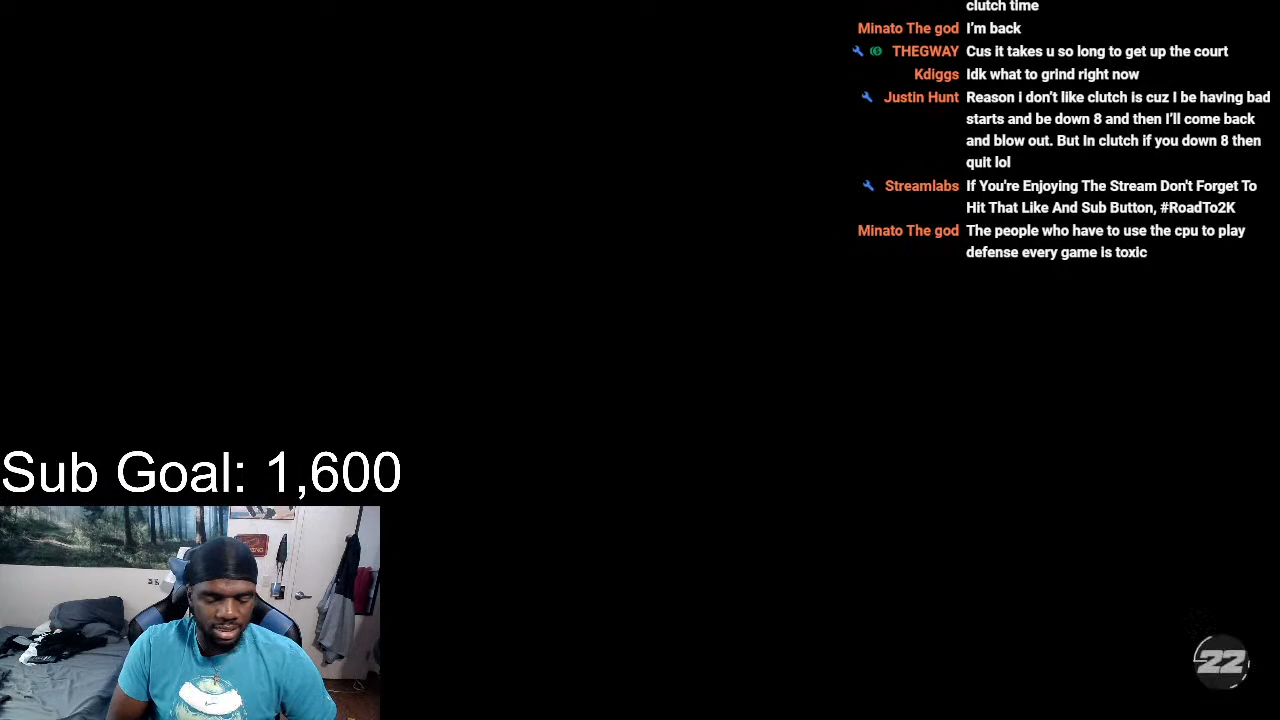 clutch time
Minato The god I'm back
THEGWAY Cus it takes u so long to get up the court
Kdiggs Idk what to grind right now
Justin Hunt Reason i don't like clutch is cuz I be having bad
starts and be down 8 and then I'll come back
and blow out. But In clutch if you down 8 then
quit lol
Streamlabs If You're Enjoying The Stream Don't Forget To
Hit That Like And Sub Button, #RoadTo2K
Minato The god The people who have to use the cpu to play
defense every game is toxic
Sub Goal: 1,600
22